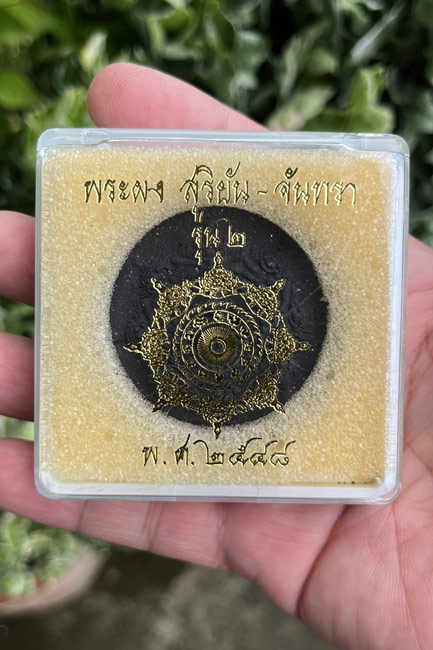 พระผง สุริยัน - จันทรา
รุ่น ๒
พ.ศ. ๒๕๔๘